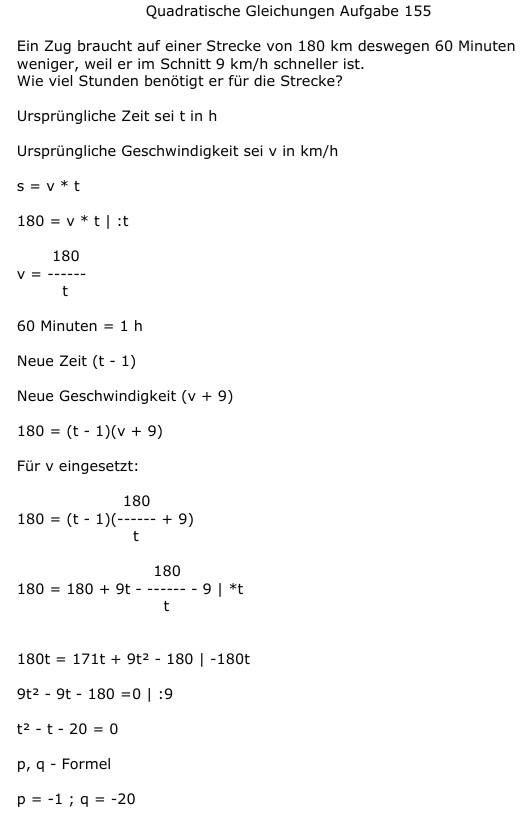 Quadratische Gleichungen Aufgabe 155
Ein Zug braucht auf einer Strecke von 180 km deswegen 60 Minuten
weniger, weil er im Schnitt 9 km/h schneller ist.
Wie viel Stunden benötigt er für die Strecke?
Ursprüngliche Zeit sei t in h
Ursprüngliche Geschwindigkeit sei v in km/h
s = v * t
180 = v * t | :t
180
v = ------
t
60 Minuten = 1 h
Neue Zeit (t - 1)
Neue Geschwindigkeit (v + 9)
180 = (t - 1)(v + 9)
Für v eingesetzt:
180
180 = (t - 1)(------ + 9)
t
180
180 = 180 + 9t - ------ - 9 | *t
t
180t = 171t + 9t² - 180 | -180t
9t² - 9t - 180 =0 | :9
t² - t - 20 = 0
p, q - Formel
p = -1 ; q = -20